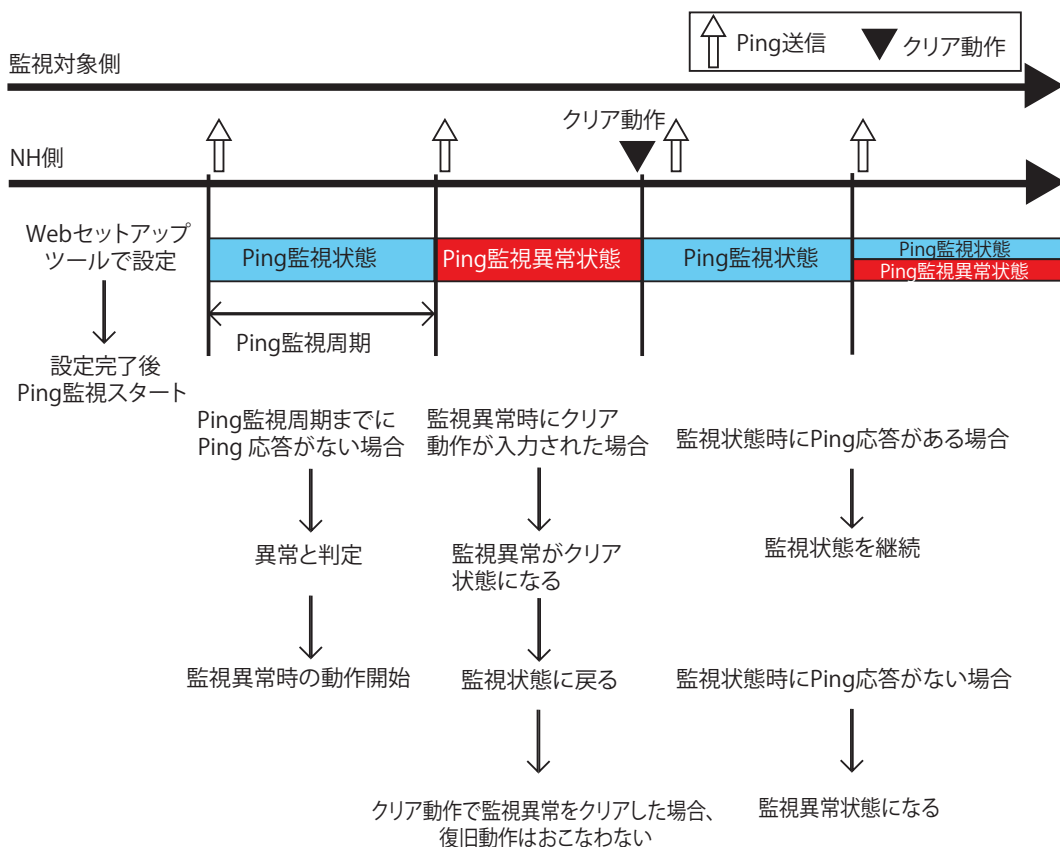 Ping送信
クリア動作
監視対象側
クリア動作
NH側
Webセットアップ
ツールで設定
Ping監視状態
Ping監視異常状態
Ping監視状態
Ping監視状態
Ping監視異常状態
Ping監視周期
設定完了後
Ping監視スタート
Ping監視周期までに
Ping 応答がない場合
異常と判定
監視異常時の動作開始
監視異常時にクリア
動作が入力された場合
監視異常がクリア
状態になる
監視状態に戻る
クリア動作で監視異常をクリアした場合、
復旧動作はおこなわない
監視状態時にPing応答がある場合
監視状態を継続
監視状態時にPing応答がない場合
監視異常状態になる